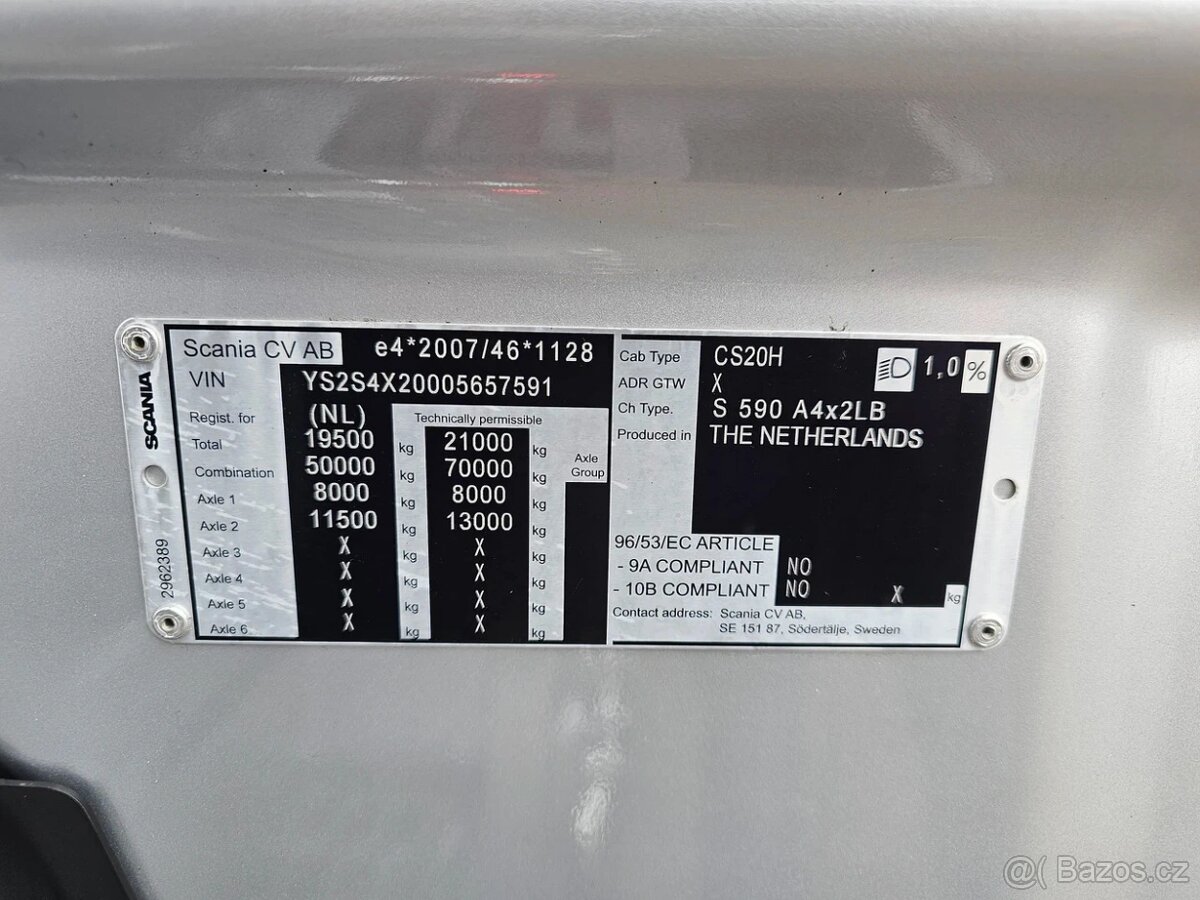 Scania CV AB e4*2007/46*1128
VIN YS2S4X20005657591
Regist. for (NL) Technically permissible
Total 19500 kg 21000 kg
Combination 50000 kg 70000 kg Axle Group
Axle 1 8000 kg 8000 kg
Axle 2 11500 kg 13000 kg
Axle 3 X kg X kg
Axle 4 X kg X kg
Axle 5 X kg X kg
Axle 6 X kg X kg
SCANIA
2962389
Cab Type CS20H 1,0 %
ADR GTW X
Ch Type. S 590 A4x2LB
Produced in THE NETHERLANDS
96/53/EC ARTICLE
- 9A COMPLIANT NO
- 10B COMPLIANT NO X kg
Contact address: Scania CV AB,
SE 151 87, Södertälje, Sweden
Bazos.cz